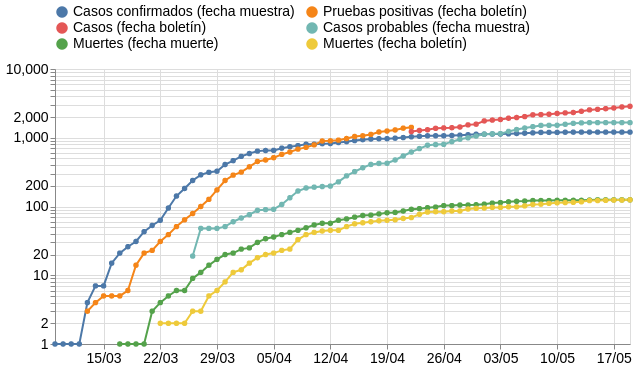 Casos confirmados (fecha muestra) Pruebas positivas (fecha boletín)
Casos (fecha boletín) Casos probables (fecha muestra)
Muertes (fecha muerte) Muertes (fecha boletín)
10,000
2,000
1,000
200
100
20
10
2
1
15/03 22/03 29/03 05/04 12/04 19/04 26/04 03/05 10/05 17/05